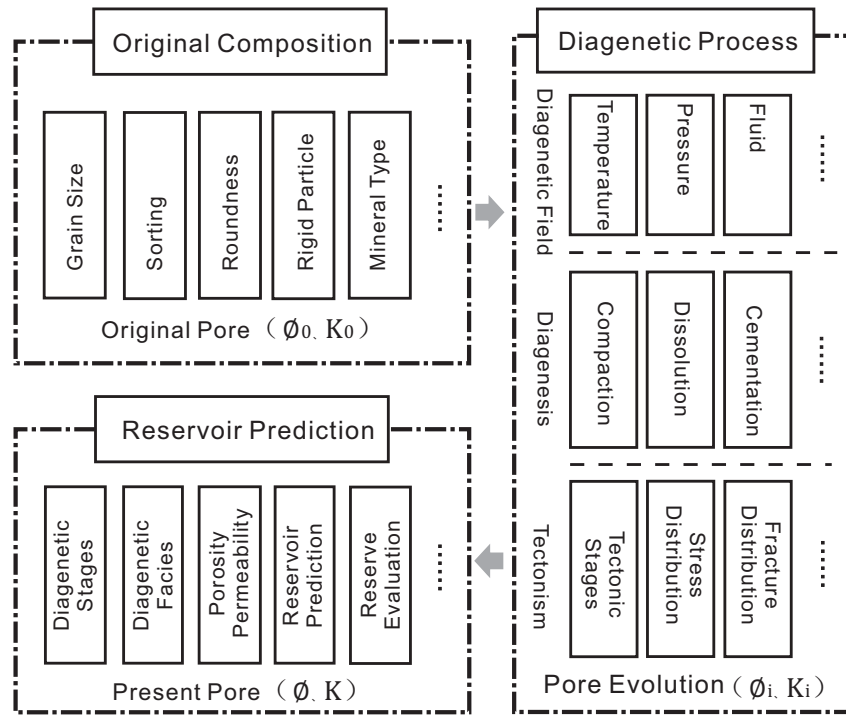 Original Composition
Grain Size
Sorting
Roundness
Rigid Particle
Mineral Type
Original Pore（Ø₀、K₀）
Diagenetic Process
Diagenetic Field
Temperature
Pressure
Fluid
Diagenesis
Compaction
Dissolution
Cementation
Tectonism
Tectonic
Stages
Stress
Distribution
Fracture
Distribution
Pore Evolution（Øᵢ、Kᵢ）
Reservoir Prediction
Diagenetic
Stages
Diagenetic
Facies
Porosity
Permeability
Reservoir
Prediction
Reserve
Evaluation
Present Pore（Ø、K）